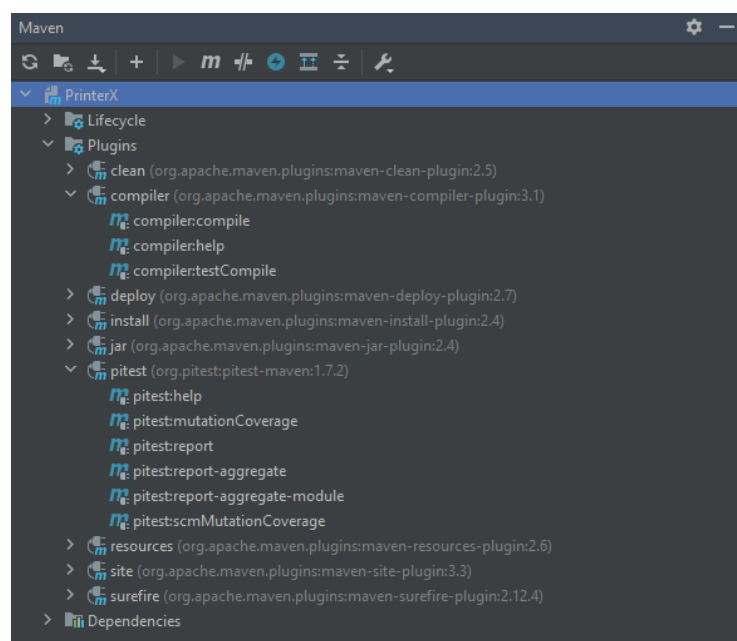 Maven
PrinterX
Lifecycle
Plugins
clean (org.apache.maven.plugins:maven-clean-plugin:2.5)
compiler (org.apache.maven.plugins:maven-compiler-plugin:3.1)
compiler:compile
compiler:help
compiler:testCompile
deploy (org.apache.maven.plugins:maven-deploy-plugin:2.7)
install (org.apache.maven.plugins:maven-install-plugin:2.4)
jar (org.apache.maven.plugins:maven-jar-plugin:2.4)
pitest (org.pitest:pitest-maven:1.7.2)
pitest:help
pitest:mutationCoverage
pitest:report
pitest:report-aggregate
pitest:report-aggregate-module
pitest:scmMutationCoverage
resources (org.apache.maven.plugins:maven-resources-plugin:2.6)
site (org.apache.maven.plugins:maven-site-plugin:3.3)
surefire (org.apache.maven.plugins:maven-surefire-plugin:2.12.4)
Dependencies